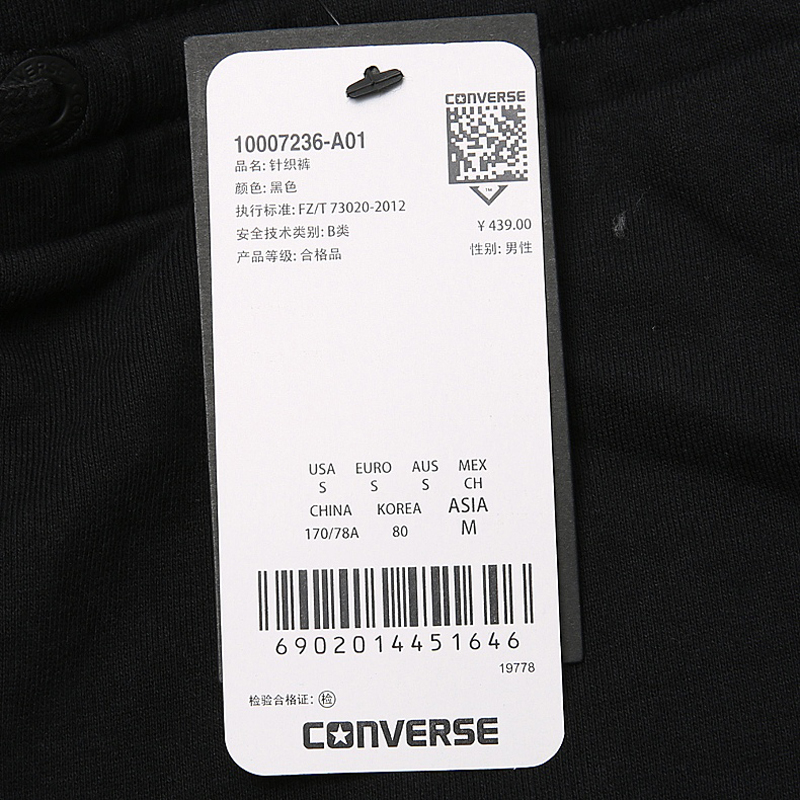 CONVERSE
10007236-A01
品名: 针织裤
颜色: 黑色
执行标准: FZ/T 73020-2012
安全技术类别: B类
产品等级: 合格品
TM
¥ 439.00
性别: 男性
USA EURO AUS MEX
S S S CH
CHINA KOREA ASIA
170/78A 80 M
6902014451646
19778
检验合格证: 检
CONVERSE